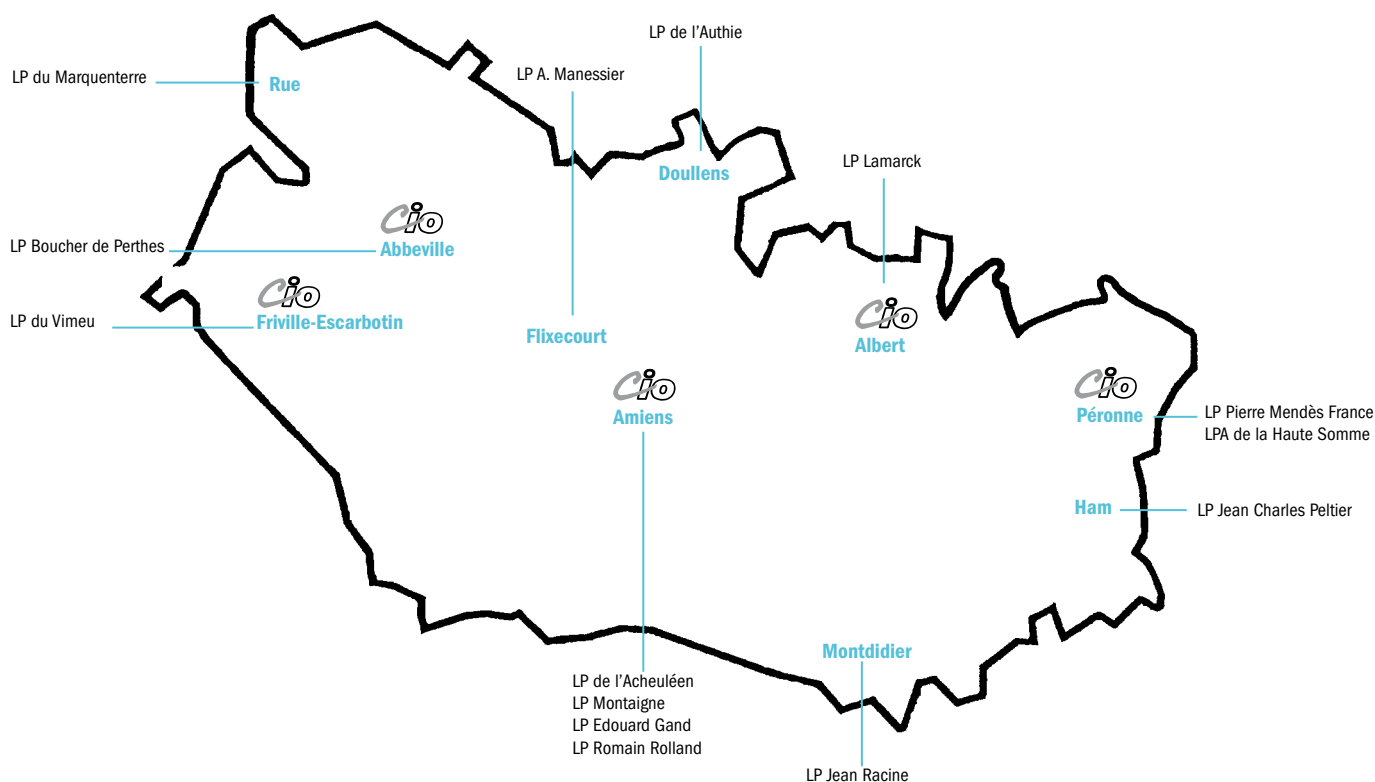 LP de l'Authie
LP du Marquenterre
Rue
LP A. Manessier
Doullens
LP Lamarck
cio
LP Boucher de Perthes
Abbeville
cio
LP du Vimeu
Friville-Escarbotin
Flixecourt
cio
Albert
cio
Amiens
cio
Péronne
LP Pierre Mendès France
LPA de la Haute Somme
Ham
LP Jean Charles Peltier
Montdidier
LP de l'Acheuléen
LP Montaigne
LP Edouard Gand
LP Romain Rolland
LP Jean Racine